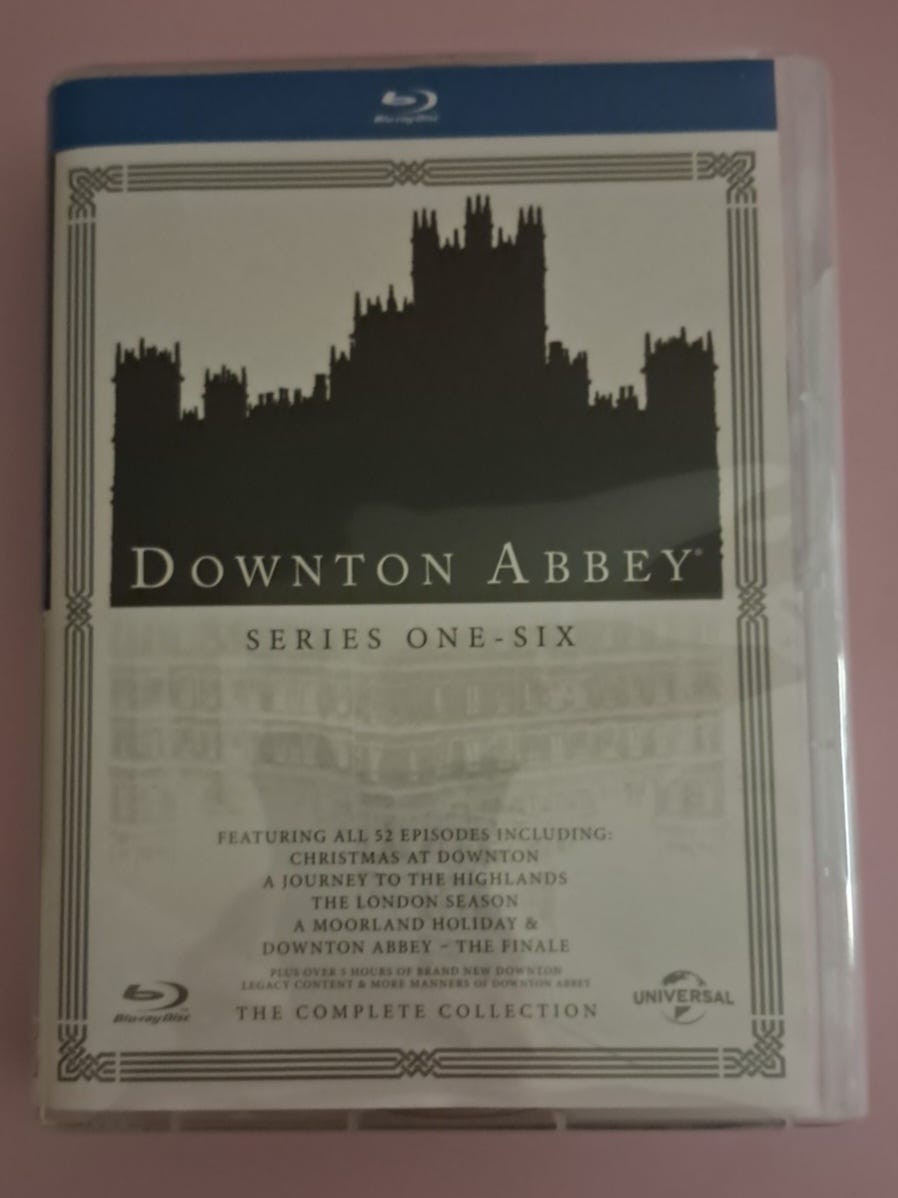 Blu-ray Disc
DOWNTON ABBEY®
SERIES ONE-SIX
FEATURING ALL 52 EPISODES INCLUDING:
CHRISTMAS AT DOWNTON
A JOURNEY TO THE HIGHLANDS
THE LONDON SEASON
A MOORLAND HOLIDAY &
DOWNTON ABBEY - THE FINALE
PLUS OVER 5 HOURS OF BRAND NEW DOWNTON
LEGACY CONTENT & MORE MANNERS OF DOWNTON ABBEY
Blu-ray Disc
THE COMPLETE COLLECTION
UNIVERSAL